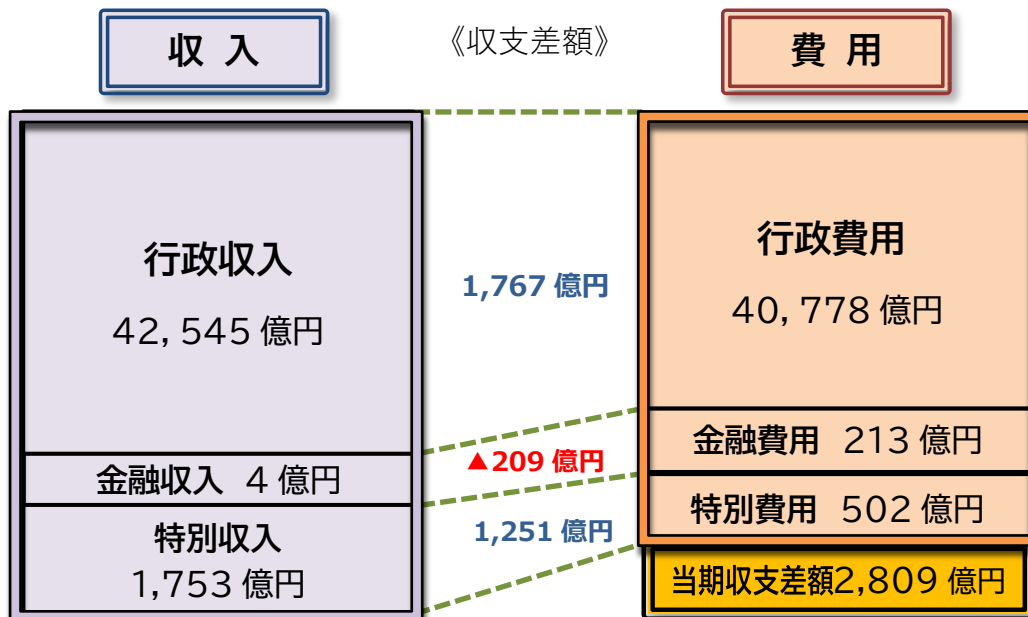 収 入
《収支差額》
費 用
行政収入
42,545 億円
1,767 億円
行政費用
40,778 億円
金融収入 4 億円
▲209 億円
金融費用 213 億円
特別収入
1,753 億円
1,251 億円
特別費用 502 億円
当期収支差額2,809 億円